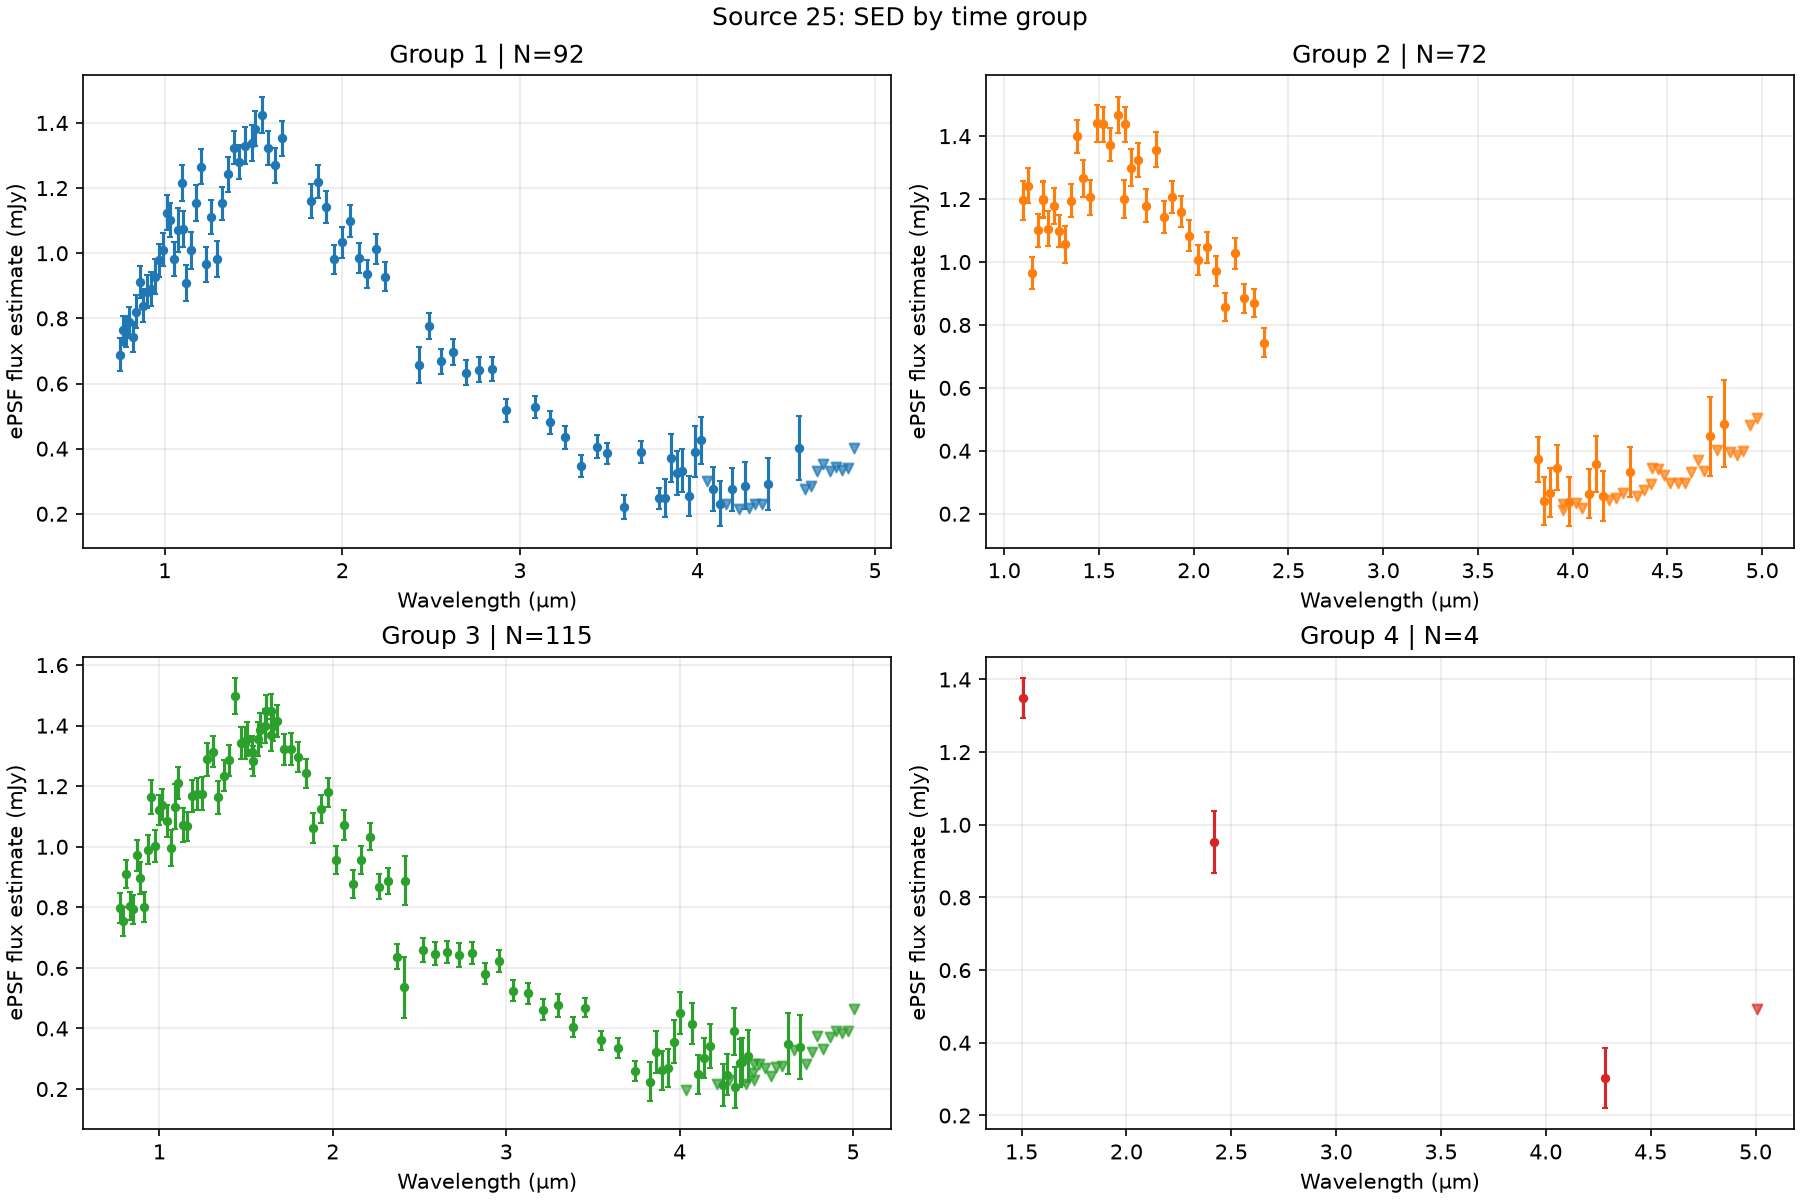 Source 25: SED by time group
Group 1 | N=92
ePSF flux estimate (mJy)
1.4
1.2
1.0
0.8
0.6
0.4
0.2
1 2 3 4 5
Wavelength (μm)
Group 2 | N=72
ePSF flux estimate (mJy)
1.4
1.2
1.0
0.8
0.6
0.4
0.2
1.0 1.5 2.0 2.5 3.0 3.5 4.0 4.5 5.0
Wavelength (μm)
Group 3 | N=115
ePSF flux estimate (mJy)
1.6
1.4
1.2
1.0
0.8
0.6
0.4
0.2
1 2 3 4 5
Wavelength (μm)
Group 4 | N=4
ePSF flux estimate (mJy)
1.4
1.2
1.0
0.8
0.6
0.4
0.2
1.5 2.0 2.5 3.0 3.5 4.0 4.5 5.0
Wavelength (μm)